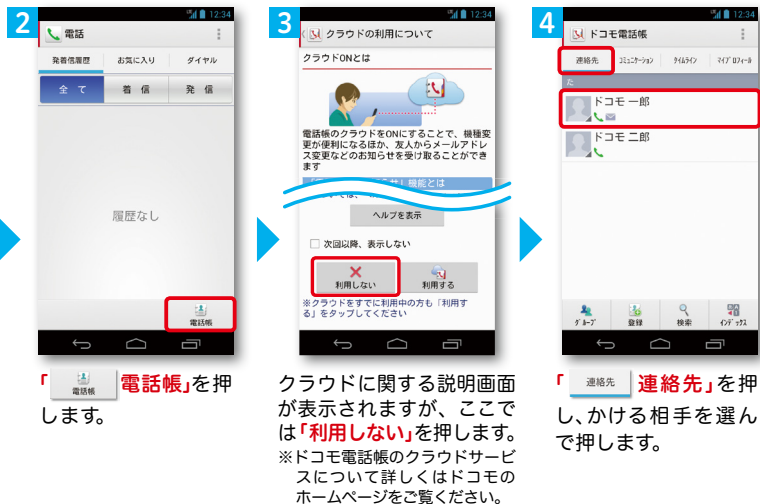 2
12:34
電話
発着信履歴 お気に入り ダイヤル
全て 着信 発信
履歴なし
電話帳
「電話帳 電話帳」を押
します。
3
12:34
クラウドの利用について
クラウドONとは
電話帳のクラウドをONにすることで、機種変
更が便利になるほか、友人からメールアドレ
ス変更などのお知らせを受け取ることができ
ます
機能とは
ヘルプを表示
次回以降、表示しない
利用しない 利用する
※クラウドをすでに利用中の方も「利用す
る」をタップしてください
クラウドに関する説明画面
が表示されますが、ここで
は「利用しない」を押します。
※ドコモ電話帳のクラウドサービ
スについて詳しくはドコモの
ホームページをご覧ください。
4
12:34
ドコモ電話帳
連絡先 コミュニケーション タイムライン マイプロフィール
た
ドコモ 一郎
ドコモ 二郎
グループ 登録 検索 インデックス
「連絡先 連絡先」を押
し、かける相手を選ん
で押します。